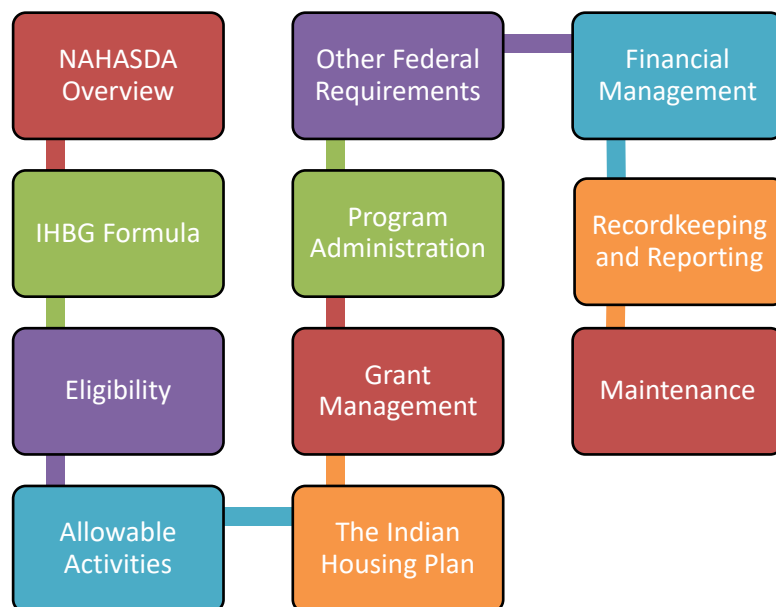 NAHASDA
Overview
IHBG Formula
Eligibility
Allowable
Activities
The Indian
Housing Plan
Grant
Management
Program
Administration
Other Federal
Requirements
Financial
Management
Recordkeeping
and Reporting
Maintenance